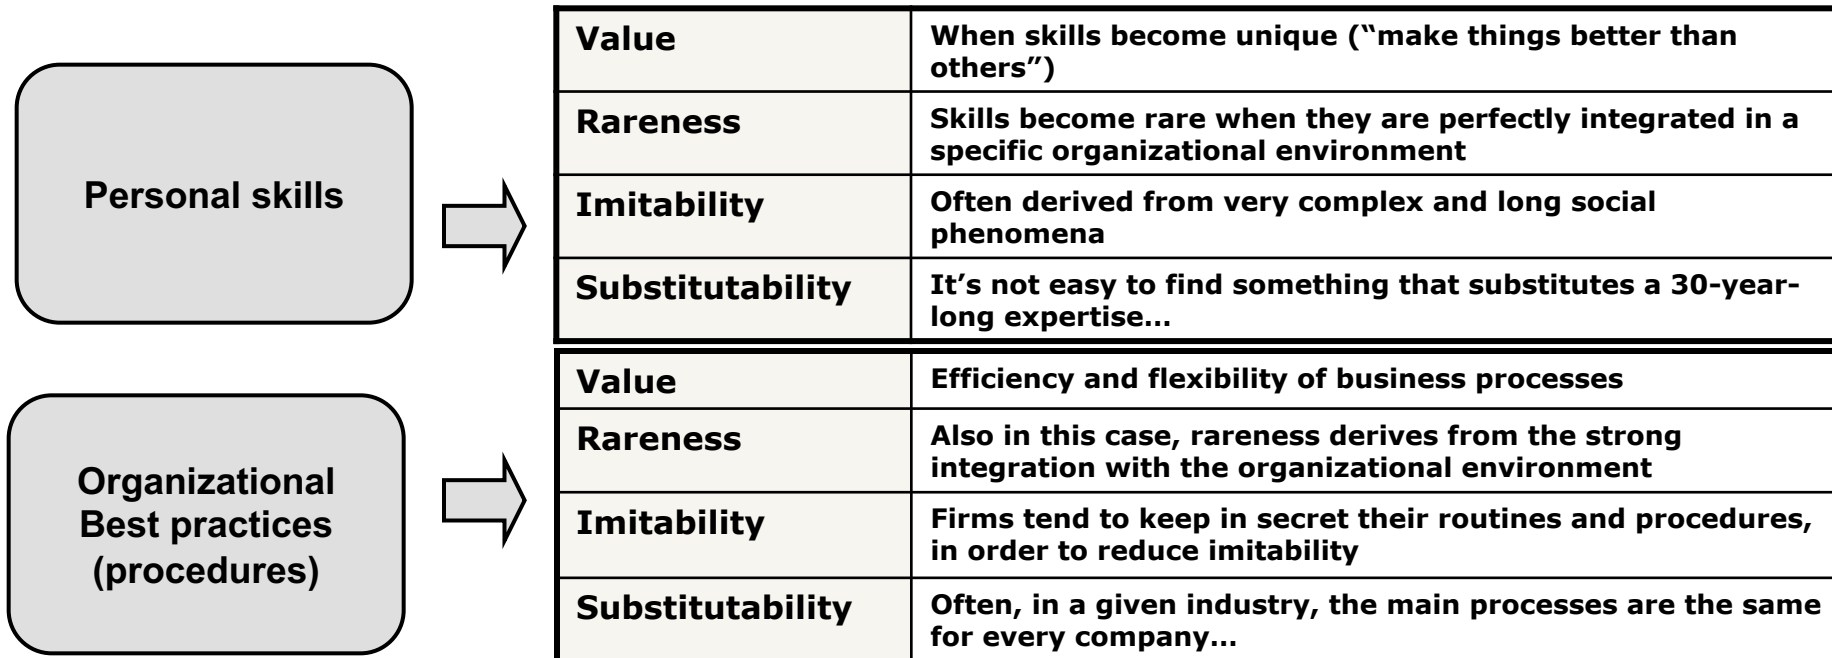 Personal skills
Value
When skills become unique (“make things better than
others”)
Rareness
Skills become rare when they are perfectly integrated in a
specific organizational environment
Imitability
Often derived from very complex and long social
phenomena
Substitutability
It’s not easy to find something that substitutes a 30-year-
long expertise…
Organizational
Best practices
(procedures)
Value
Efficiency and flexibility of business processes
Rareness
Also in this case, rareness derives from the strong
integration with the organizational environment
Imitability
Firms tend to keep in secret their routines and procedures,
in order to reduce imitability
Substitutability
Often, in a given industry, the main processes are the same
for every company…